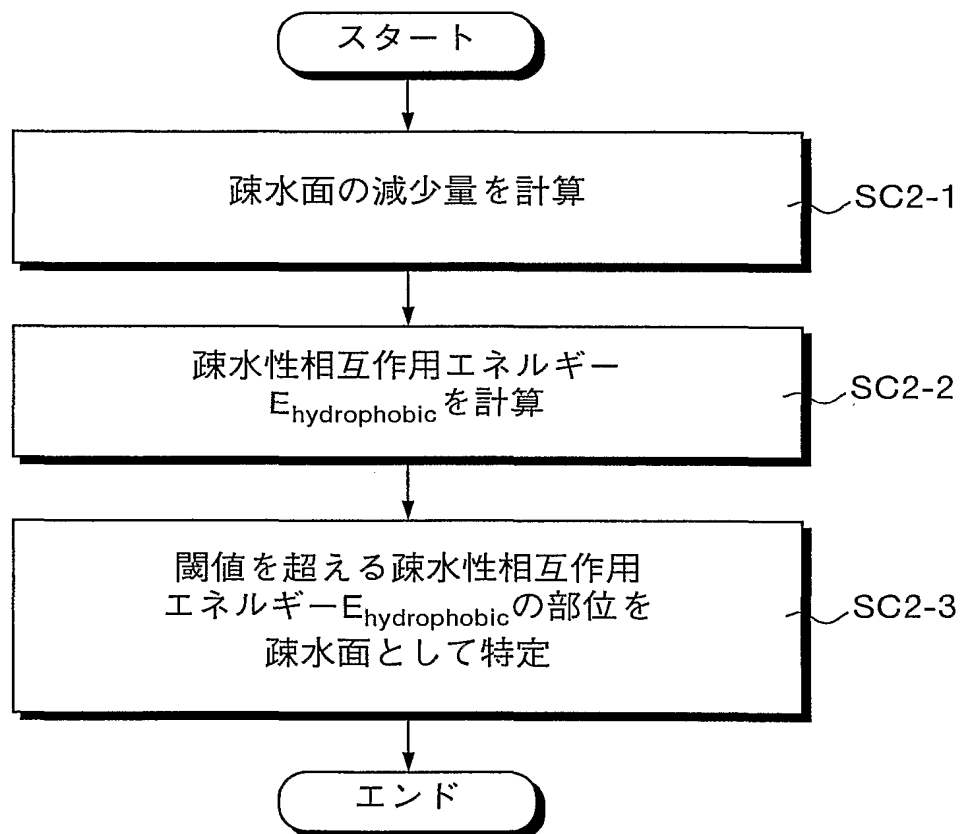 スタート
疎水面の減少量を計算
SC2-1
疎水性相互作用エネルギー
Ehydrophobicを計算
SC2-2
閾値を超える疎水性相互作用
エネルギーEhydrophobicの部位を
疎水面として特定
SC2-3
エンド